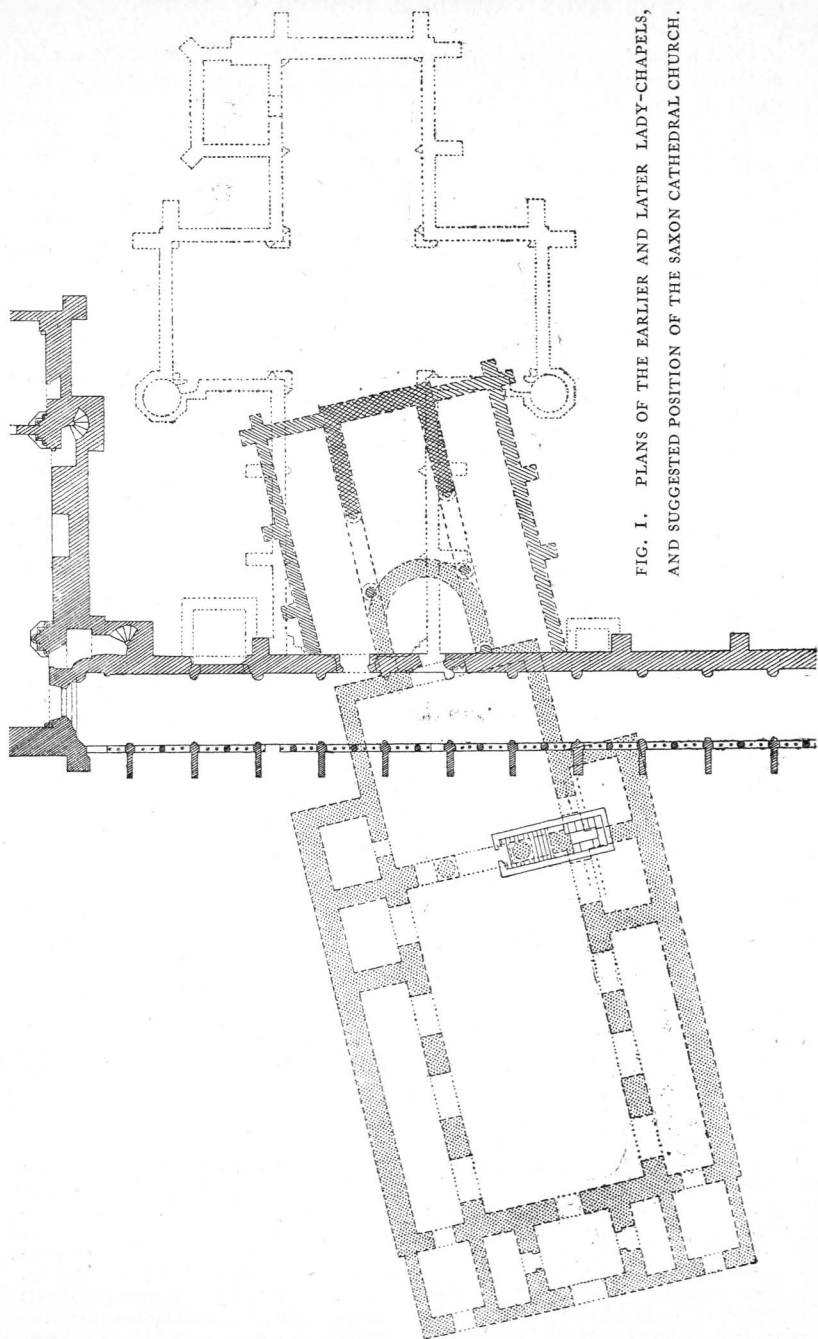 FIG. I. PLANS OF THE EARLIER AND LATER LADY-CHAPELS,
AND SUGGESTED POSITION OF THE SAXON CATHEDRAL CHURCH.